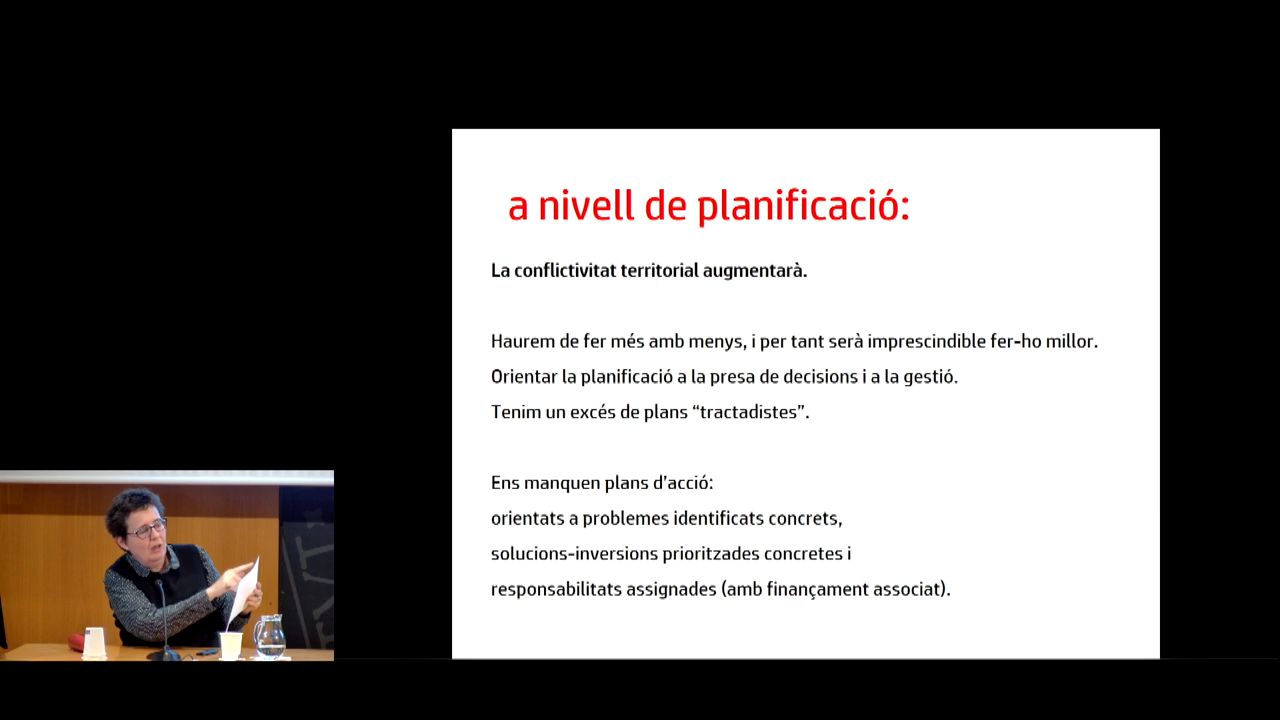 a nivell de planificació:
La conflictivitat territorial augmentarà.
Haurem de fer més amb menys, i per tant serà imprescindible fer-ho millor.
Orientar la planificació a la presa de decisions i a la gestió.
Tenim un excés de plans “tractadistes”.
Ens manquen plans d’acció:
orientats a problemes identificats concrets,
solucions-inversions prioritzades concretes i
responsabilitats assignades (amb finançament associat).